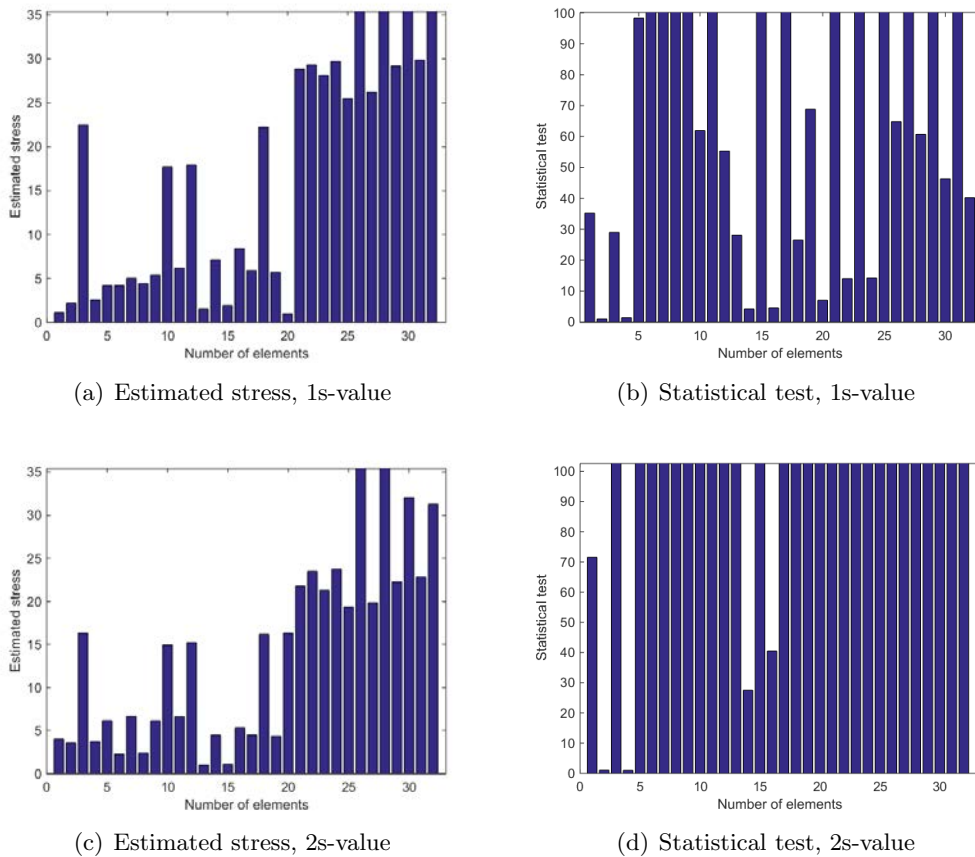 35
30
25
20
15
10
5
0
Estimated stress
0 5 10 15 20 25 30
Number of elements
(a) Estimated stress, 1s-value
100
90
80
70
60
50
40
30
20
10
0
Statistical test
5 10 15 20 25 30
Number of elements
(b) Statistical test, 1s-value
35
30
25
20
15
10
5
0
Estimated stress
0 5 10 15 20 25 30
Number of elements
(c) Estimated stress, 2s-value
100
90
80
70
60
50
40
30
20
10
0
Statistical test
0 5 10 15 20 25 30
Number of elements
(d) Statistical test, 2s-value